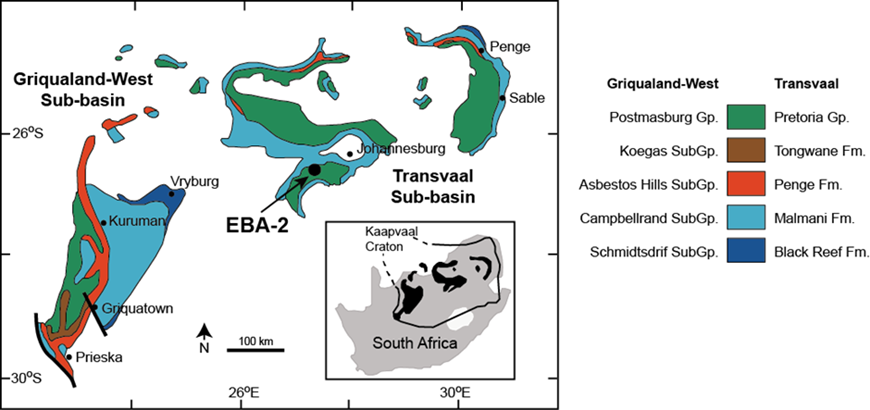 Griqualand-West
Sub-basin
Penge
Sable
26°S
Johannesburg
Transvaal
Sub-basin
Vryburg
EBA-2
Kuruman
Griquatown
Prieska
N
100 km
Kaapvaal
Craton
South Africa
30°S
26ºE
30ºE
Griqualand-West Transvaal
Postmasburg Gp. Pretoria Gp.
Koegas SubGp. Tongwane Fm.
Asbestos Hills SubGp. Penge Fm.
Campbellrand SubGp. Malmani Fm.
Schmidtsdrif SubGp. Black Reef Fm.